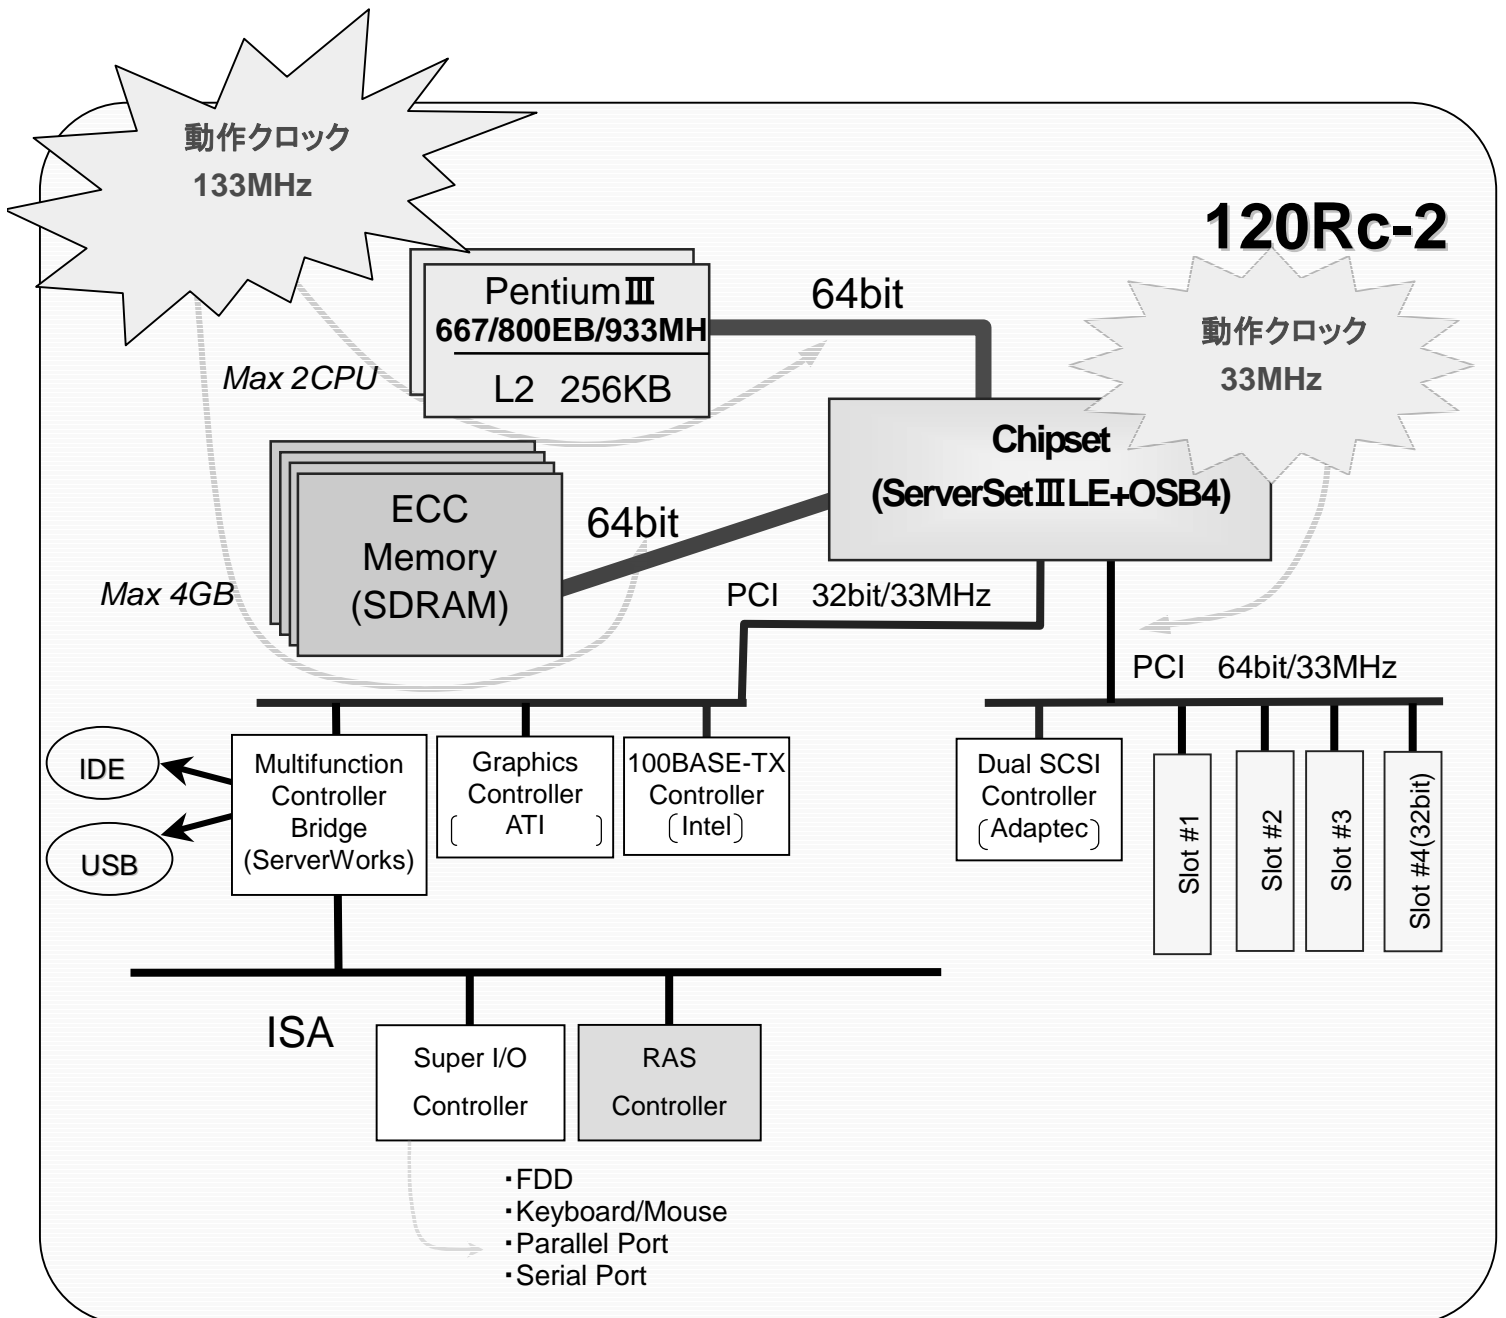 動作クロック
133MHz
120Rc-2
PentiumⅢ
667/800EB/933MH
L2 256KB
Max 2CPU
64bit
動作クロック
33MHz
Chipset
(ServerSetⅢLE+OSB4)
ECC
Memory
(SDRAM)
64bit
Max 4GB
PCI 32bit/33MHz
PCI 64bit/33MHz
IDE
USB
Multifunction
Controller
Bridge
(ServerWorks)
Graphics
Controller
〔 ATI 〕
100BASE-TX
Controller
〔Intel〕
Dual SCSI
Controller
〔Adaptec〕
Slot #1
Slot #2
Slot #3
Slot #4(32bit)
ISA
Super I/O
Controller
RAS
Controller
・FDD
・Keyboard/Mouse
・Parallel Port
・Serial Port